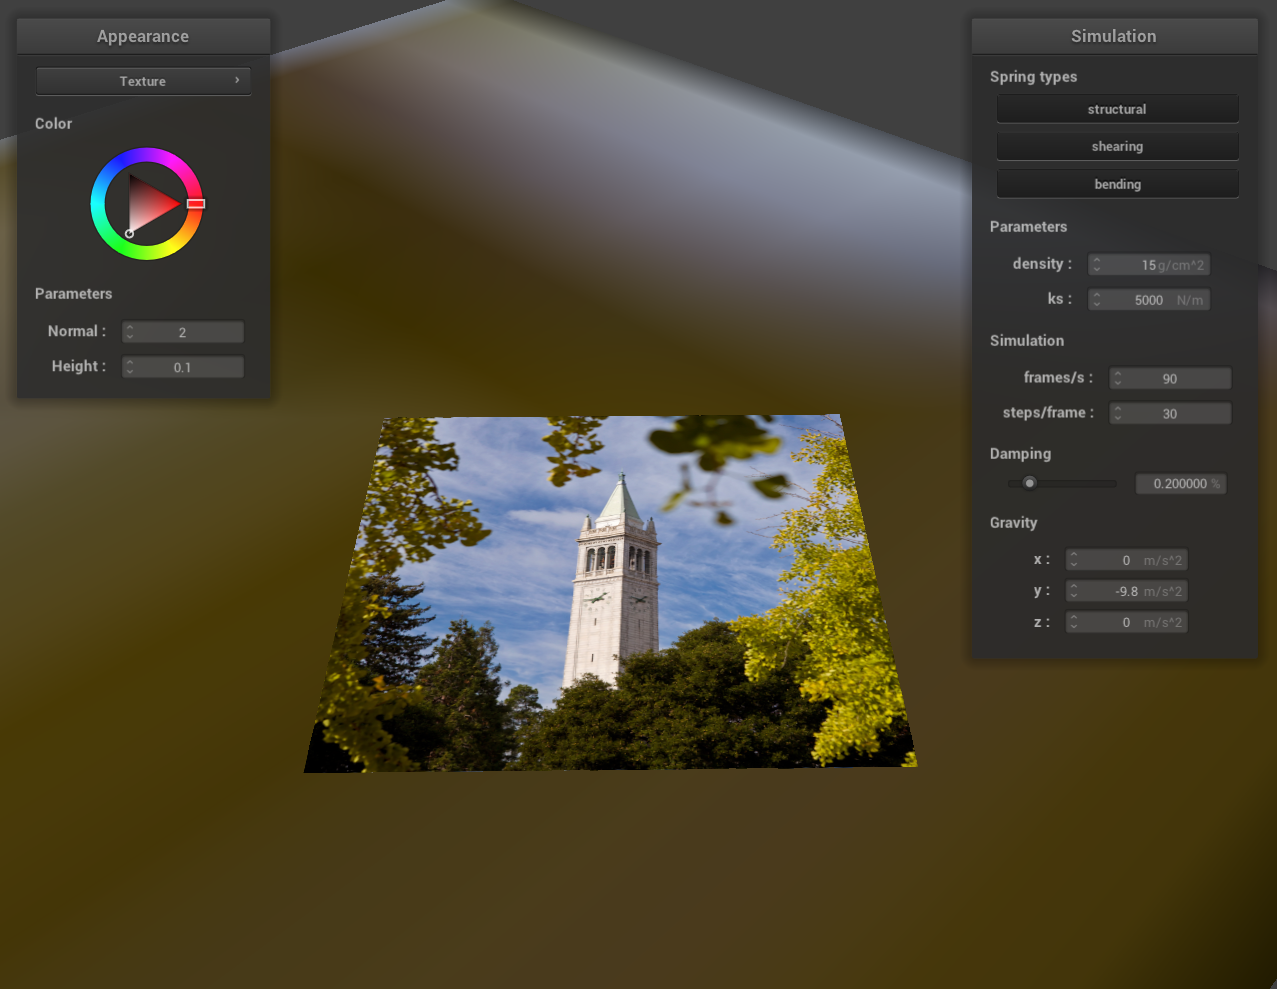 Appearance
Texture
Color
Parameters
Normal : 2
Height : 0.1
Simulation
Spring types
structural
shearing
bending
Parameters
density : 15 g/cm^2
ks : 5000 N/m
Simulation
frames/s : 90
steps/frame : 30
Damping
0.200000 %
Gravity
x : 0 m/s^2
y : -9.8 m/s^2
z : 0 m/s^2